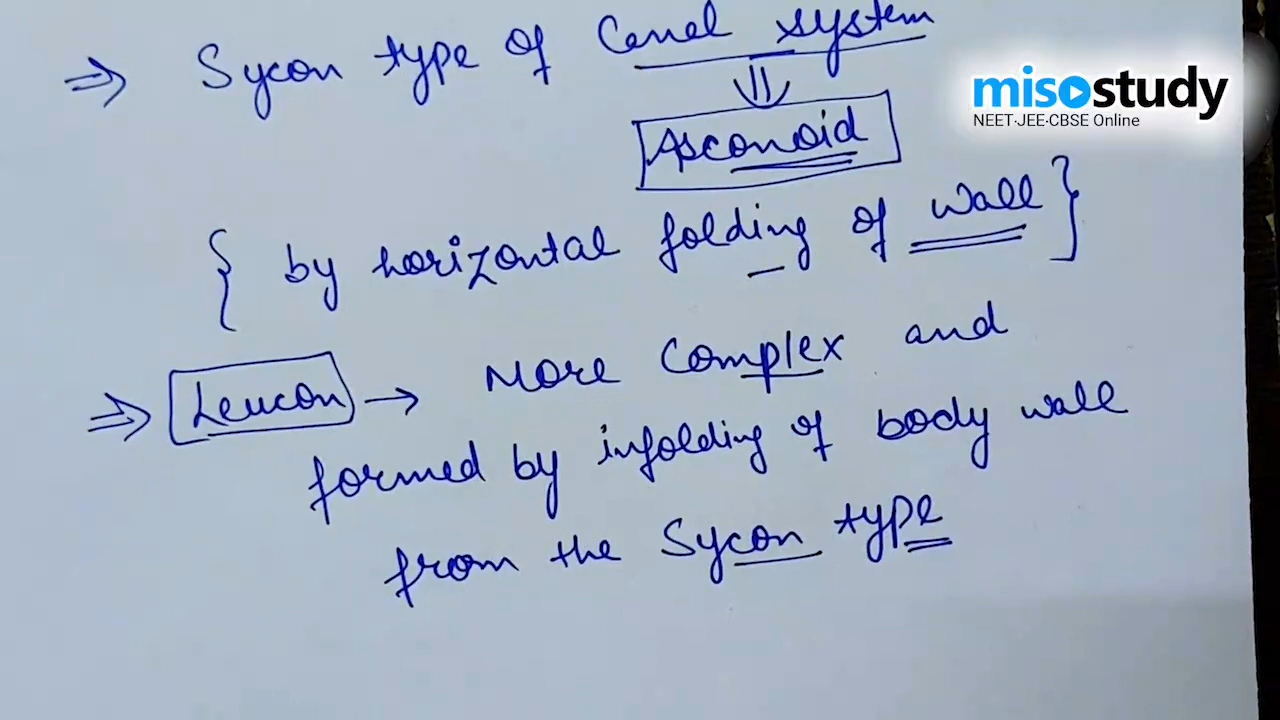 ⇒ Sycon type of Canal system
misostudy
NEET-JEE-CBSE Online
Asconoid
{ by horizontal folding of wall }
⇒ Leucon → More complex and
formed by infolding of body wall
from the Sycon type